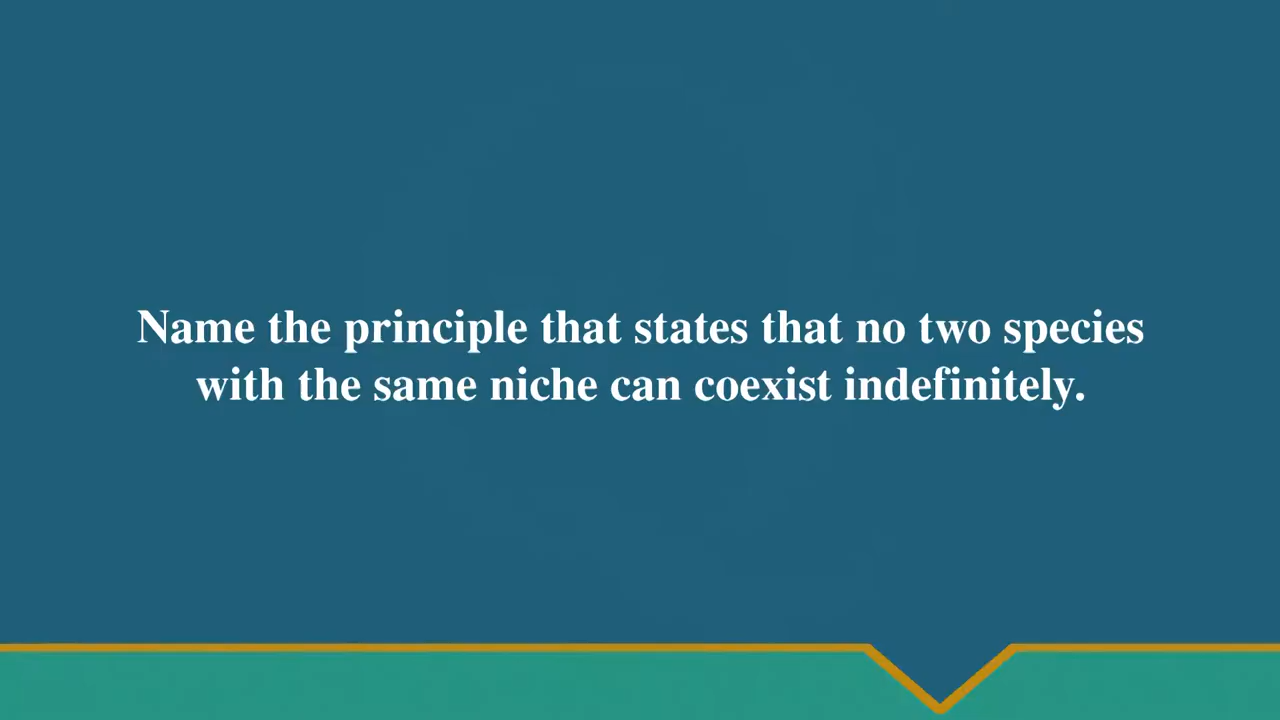 Name the principle that states that no two species
with the same niche can coexist indefinitely.